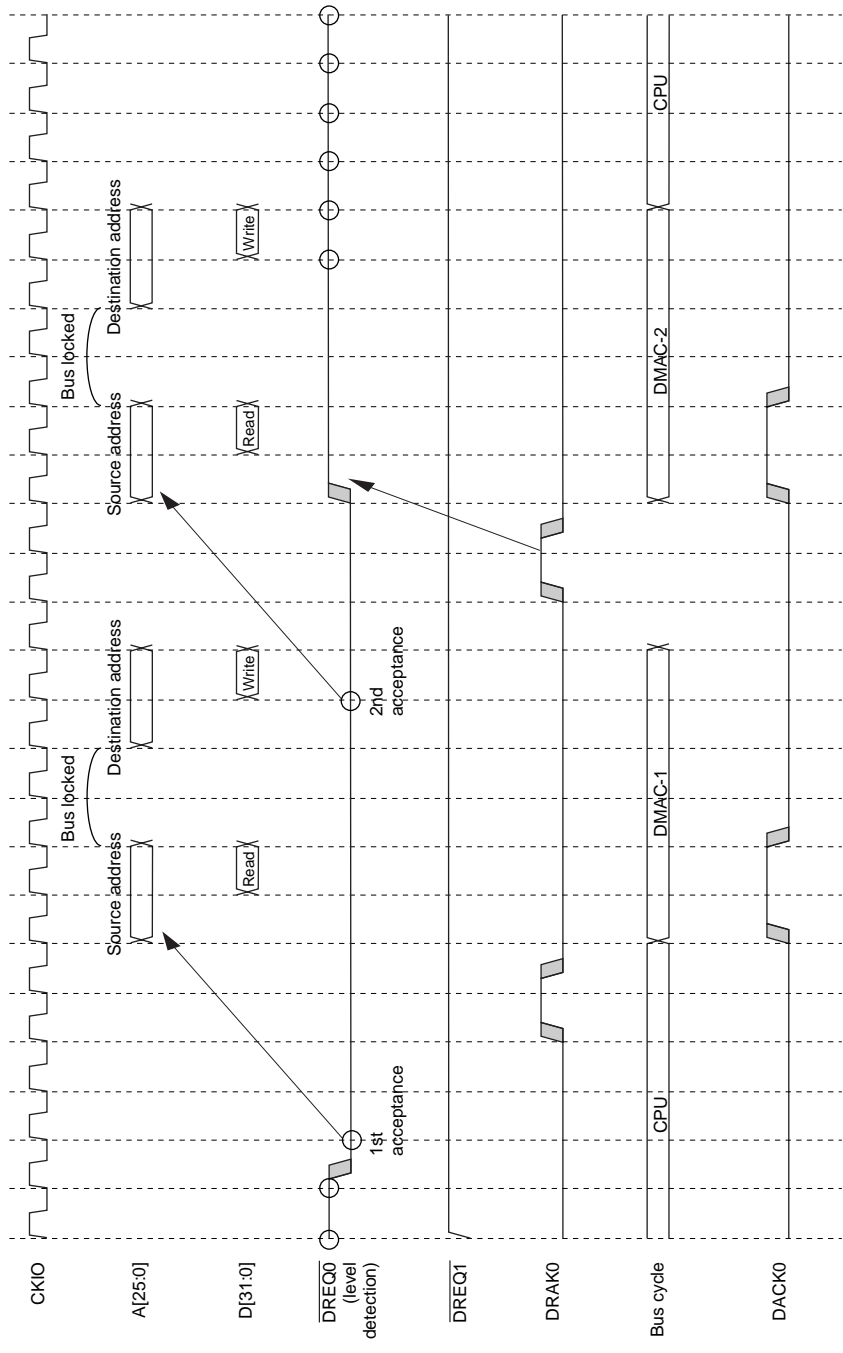 CKIO
Bus locked
Bus locked
Source address
Destination address
Source address
Destination address
A[25:0]
Read
Write
Read
Write
D[31:0]
DREQ0
(level
detection)
1st
acceptance
2nd
acceptance
DREQ1
DRAK0
CPU
DMAC-1
DMAC-2
CPU
Bus cycle
DACK0